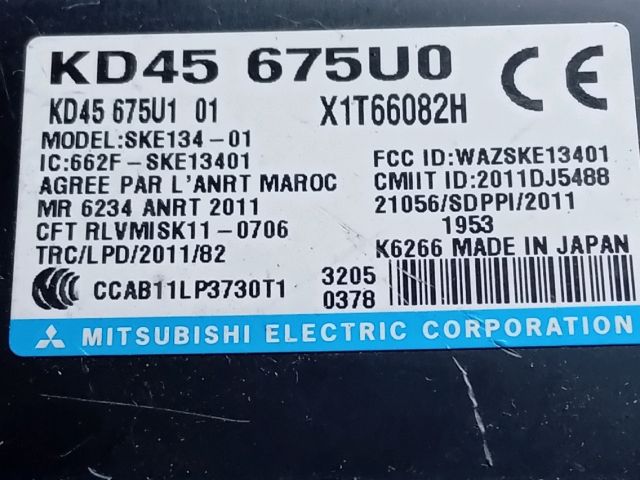 KD45 675U0
KD45 675U1 01 X1T66082H
MODEL:SKE134-01
IC:662F-SKE13401 FCC ID:WAZSKE13401
AGREE PAR L'ANRT MAROC CMIIT ID:2011DJ5488
MR 6234 ANRT 2011 21056/SDPPI/2011
CFT RLVMISK11-0706 1953
TRC/LPD/2011/82 K6266 MADE IN JAPAN
CCAB11LP3730T1 3205
0378
MITSUBISHI ELECTRIC CORPORATION
CE